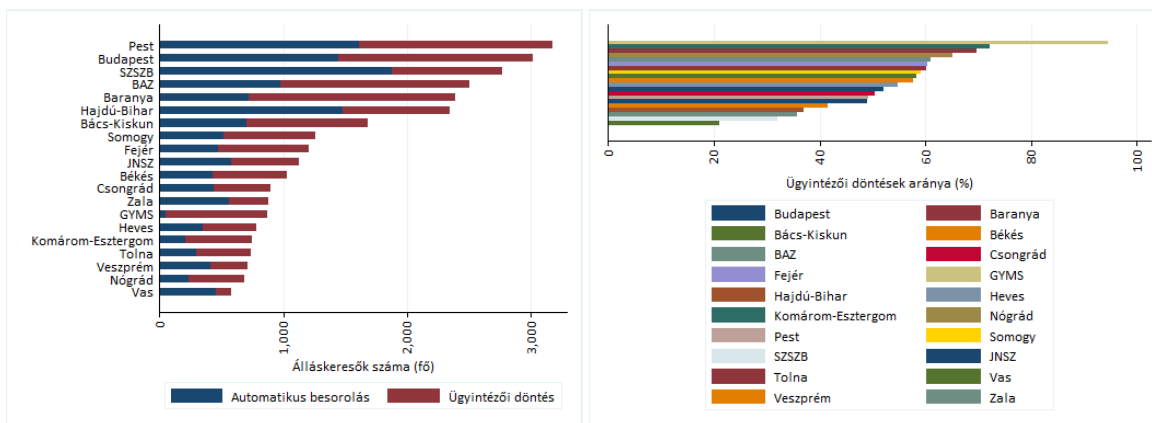 Pest
Budapest
SZSZB
BAZ
Baranya
Hajdú-Bihar
Bács-Kiskun
Somogy
Fejér
JNSZ
Békés
Csongrád
Zala
GYMS
Heves
Komárom-Esztergom
Tolna
Veszprém
Nógrád
Vas
0 1,000 2,000 3,000
Álláskeresők száma (fő)
Automatikus besorolás Ügyintézői döntés
0 20 40 60 80 100
Ügyintézői döntések aránya (%)
Budapest Baranya
Bács-Kiskun Békés
BAZ Csongrád
Fejér GYMS
Hajdú-Bihar Heves
Komárom-Esztergom Nógrád
Pest Somogy
SZSZB JNSZ
Tolna Vas
Veszprém Zala